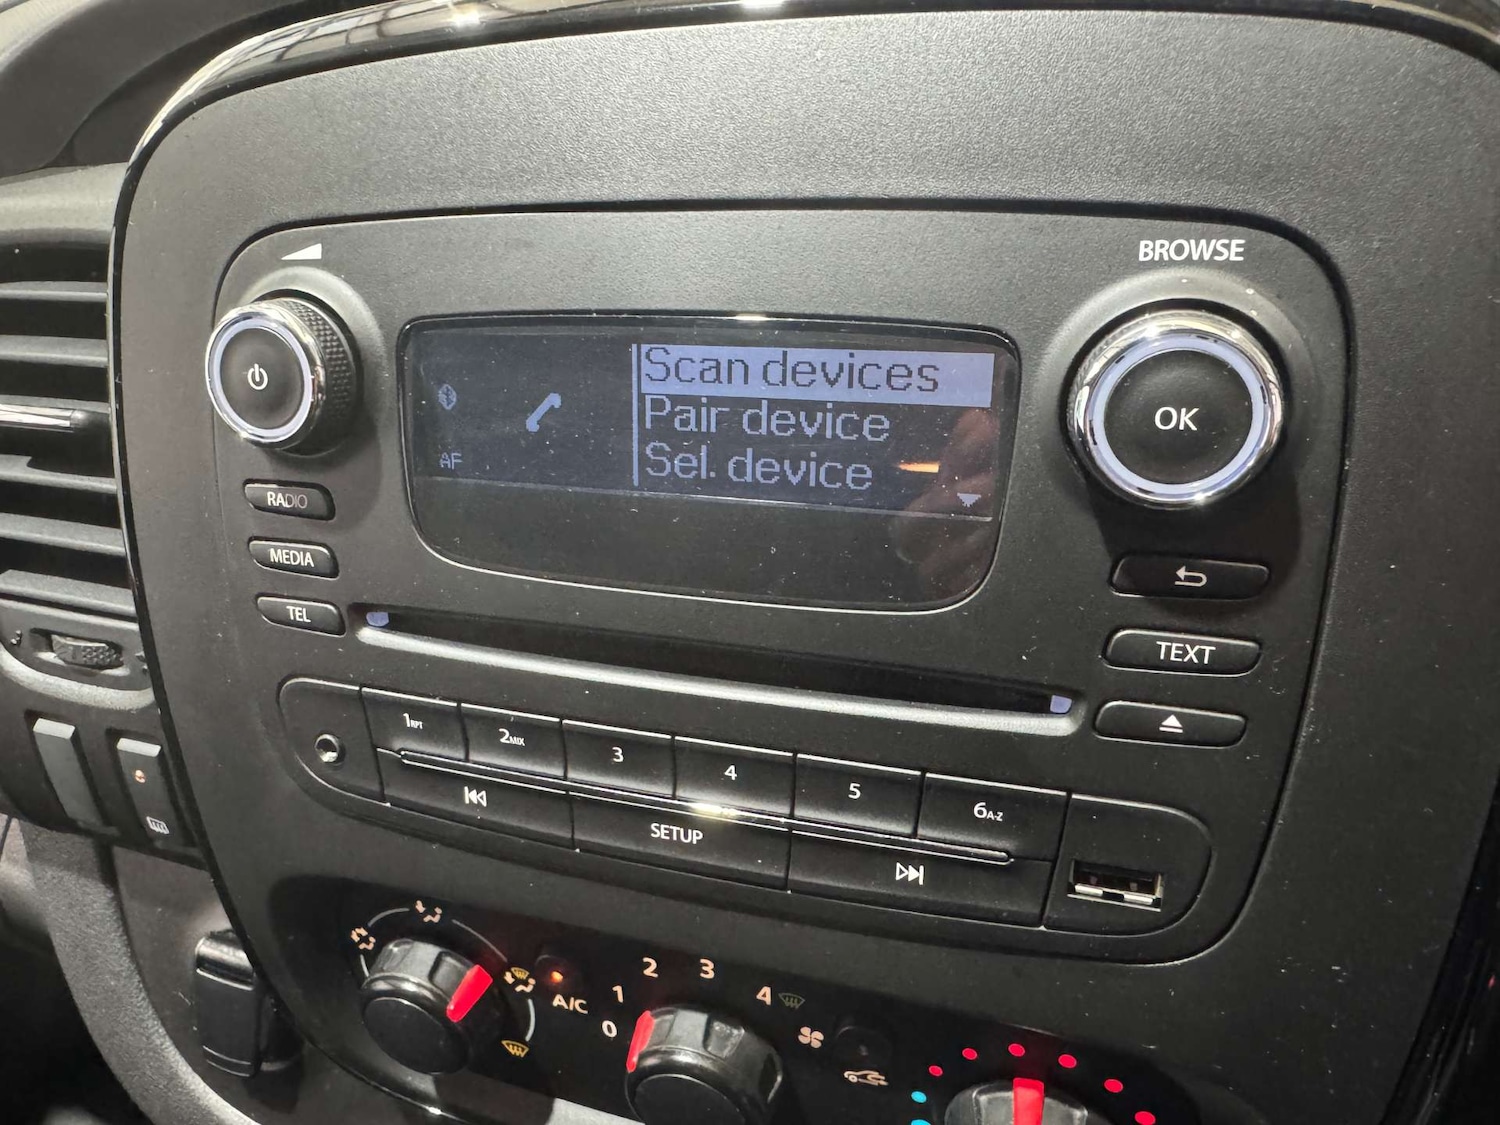 BROWSE
Scan devices
Pair device
Sel. device
AF
OK
RADIO
MEDIA
TEL
TEXT
1RPT
2MIX
3
4
5
6A-Z
SETUP
A/C
0
1
2
3
4